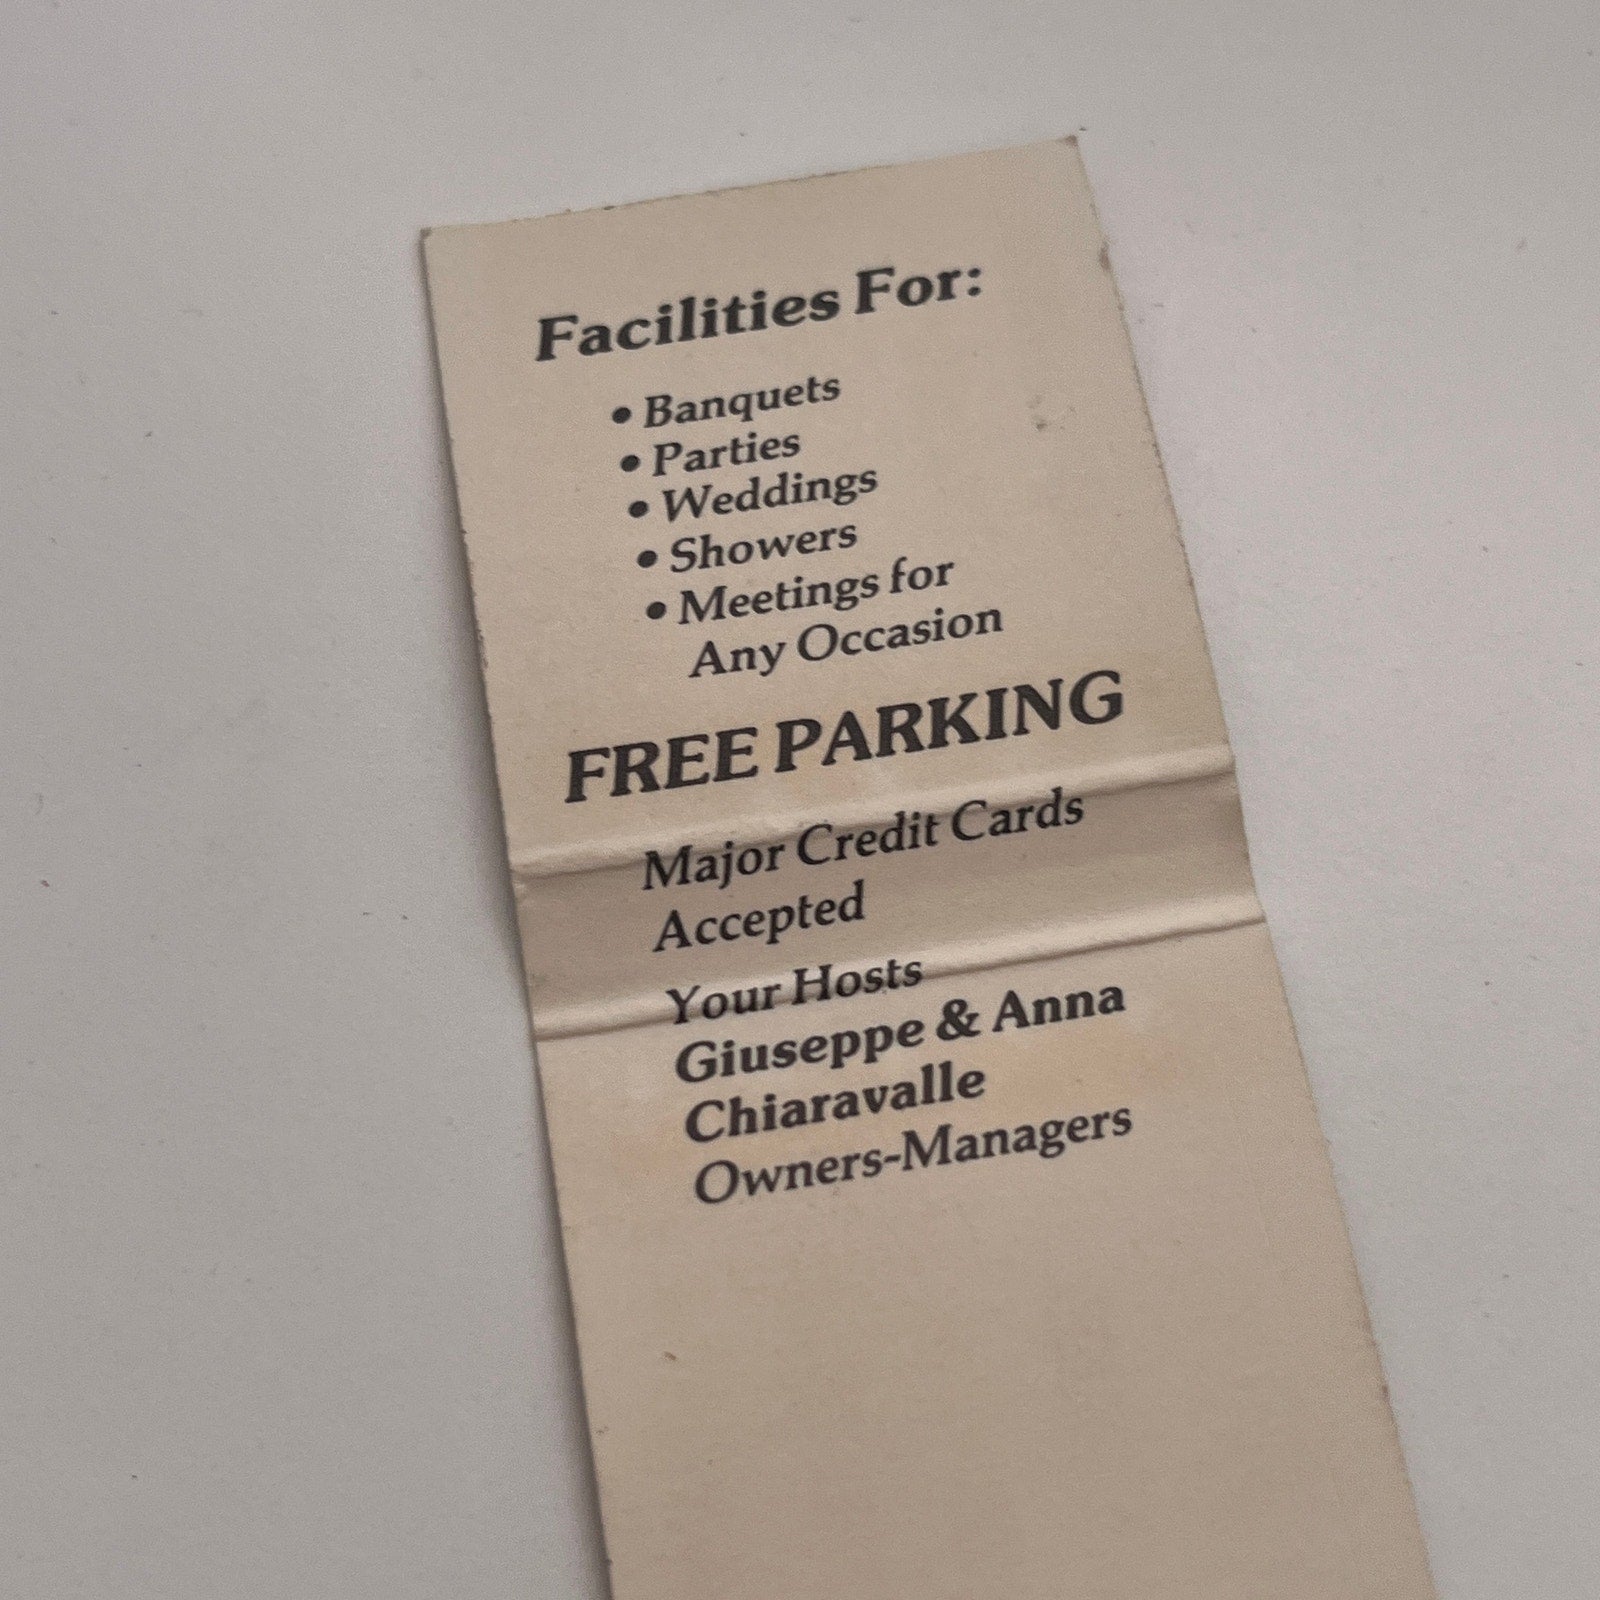 Facilities For:
• Banquets
• Parties
• Weddings
• Showers
• Meetings for
Any Occasion
FREE PARKING
Major Credit Cards
Accepted
Your Hosts
Giuseppe & Anna
Chiaravalle
Owners-Managers